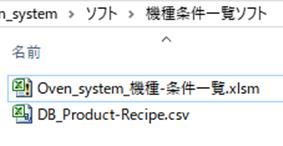 n_system > ソフト > 機種条件一覧ソフト
名前
Oven_system_機種-条件一覧.xlsm
DB_Product-Recipe.csv